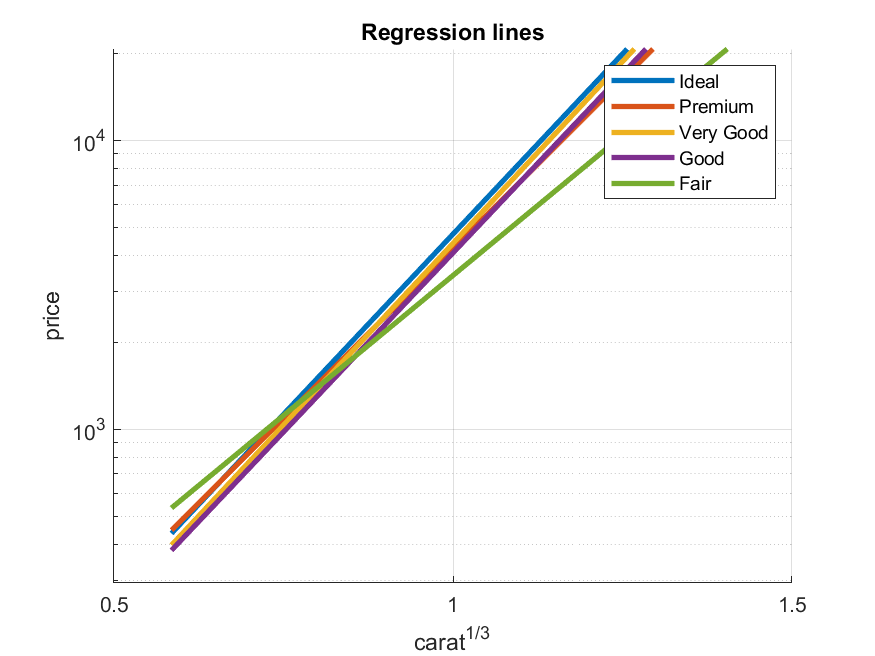 Regression lines
Ideal
Premium
Very Good
Good
Fair
10^4
10^3
price
0.5 1 1.5
carat^1/3